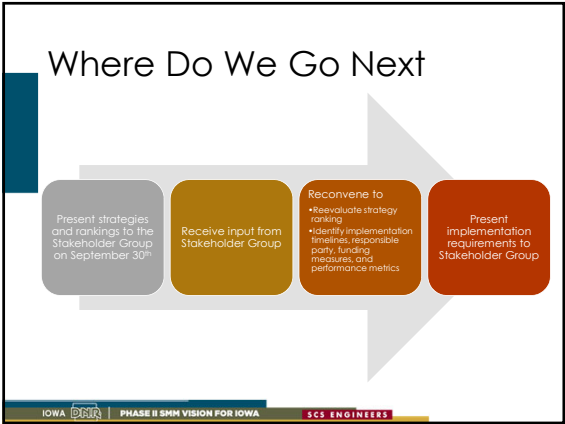 Where Do We Go Next
Present strategies
and rankings to the
Stakeholder Group
on September 30th
Receive input from
Stakeholder Group
Reconvene to
•Reevaluate strategy
ranking
•Identify implementation
timelines, responsible
party, funding
measures, and
performance metrics
Present
implementation
requirements to
Stakeholder Group
IOWA DNR | PHASE II SMM VISION FOR IOWA SCS ENGINEERS